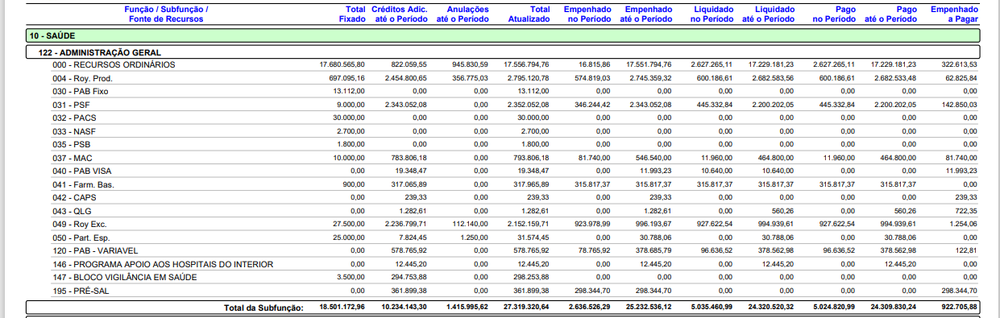 Função / Subfunção / Total Créditos Adic. Anulações Total Empenhado Empenhado Liquidado Liquidado Pago Pago Empenhado
Fonte de Recursos Fixado até o Período até o Período Atualizado no Período até o Período no Período até o Período no Período até o Período a Pagar
10 - SAÚDE
122 - ADMINISTRAÇÃO GERAL
000 - RECURSOS ORDINÁRIOS 17.680.565,80 822.059,55 945.830,59 17.556.794,76 16.815,86 17.551.794,76 2.627.265,11 17.229.181,23 2.627.265,11 17.229.181,23 322.613,53
004 - Roy. Prod. 697.095,16 2.454.800,65 356.775,03 2.795.120,78 574.819,03 2.745.359,32 600.186,61 2.682.583,56 600.186,61 2.682.533,48 62.825,84
030 - PAB Fixo 13.112,00 0,00 0,00 13.112,00 0,00 0,00 0,00 0,00 0,00 0,00 0,00
031 - PSF 9.000,00 2.343.052,08 0,00 2.352.052,08 346.244,42 2.343.052,08 445.332,84 2.200.202,05 445.332,84 2.200.202,05 142.850,03
032 - PACS 30.000,00 0,00 0,00 30.000,00 0,00 0,00 0,00 0,00 0,00 0,00 0,00
033 - NASF 2.700,00 0,00 0,00 2.700,00 0,00 0,00 0,00 0,00 0,00 0,00 0,00
035 - PSB 1.800,00 0,00 0,00 1.800,00 0,00 0,00 0,00 0,00 0,00 0,00 0,00
037 - MAC 10.000,00 783.806,18 0,00 793.806,18 81.740,00 546.540,00 11.960,00 464.800,00 11.960,00 464.800,00 81.740,00
040 - PAB VISA 0,00 19.348,47 0,00 19.348,47 0,00 11.993,23 10.640,00 10.640,00 0,00 0,00 11.993,23
041 - Farm. Bas. 900,00 317.065,89 0,00 317.965,89 315.817,37 315.817,37 315.817,37 315.817,37 315.817,37 315.817,37 0,00
042 - CAPS 0,00 239,33 0,00 239,33 0,00 239,33 0,00 0,00 0,00 0,00 239,33
043 - QLG 0,00 1.282,61 0,00 1.282,61 0,00 1.282,61 0,00 560,26 0,00 560,26 722,35
049 - Roy Exc. 27.500,00 2.236.799,71 112.140,00 2.152.159,71 923.978,99 996.193,67 927.622,54 994.939,61 927.622,54 994.939,61 1.254,06
050 - Part. Esp. 25.000,00 7.824,45 1.250,00 31.574,45 0,00 30.788,06 0,00 30.788,06 0,00 30.788,06 0,00
120 - PAB - VARIAVEL 0,00 578.765,92 0,00 578.765,92 78.765,92 378.685,79 96.636,52 378.562,98 96.636,52 378.562,98 122,81
146 - PROGRAMA APOIO AOS HOSPITAIS DO INTERIOR 0,00 12.445,20 0,00 12.445,20 0,00 12.445,20 0,00 12.445,20 0,00 12.445,20 0,00
147 - BLOCO VIGILÂNCIA EM SAÚDE 3.500,00 294.753,88 0,00 298.253,88 0,00 0,00 0,00 0,00 0,00 0,00 0,00
195 - PRÉ-SAL 0,00 361.899,38 0,00 361.899,38 298.344,70 298.344,70 0,00 0,00 0,00 0,00 298.344,70
Total da Subfunção: 18.501.172,96 10.234.143,30 1.415.995,62 27.319.320,64 2.636.526,29 25.232.536,12 5.035.460,99 24.320.520,32 5.024.820,99 24.309.830,24 922.705,88